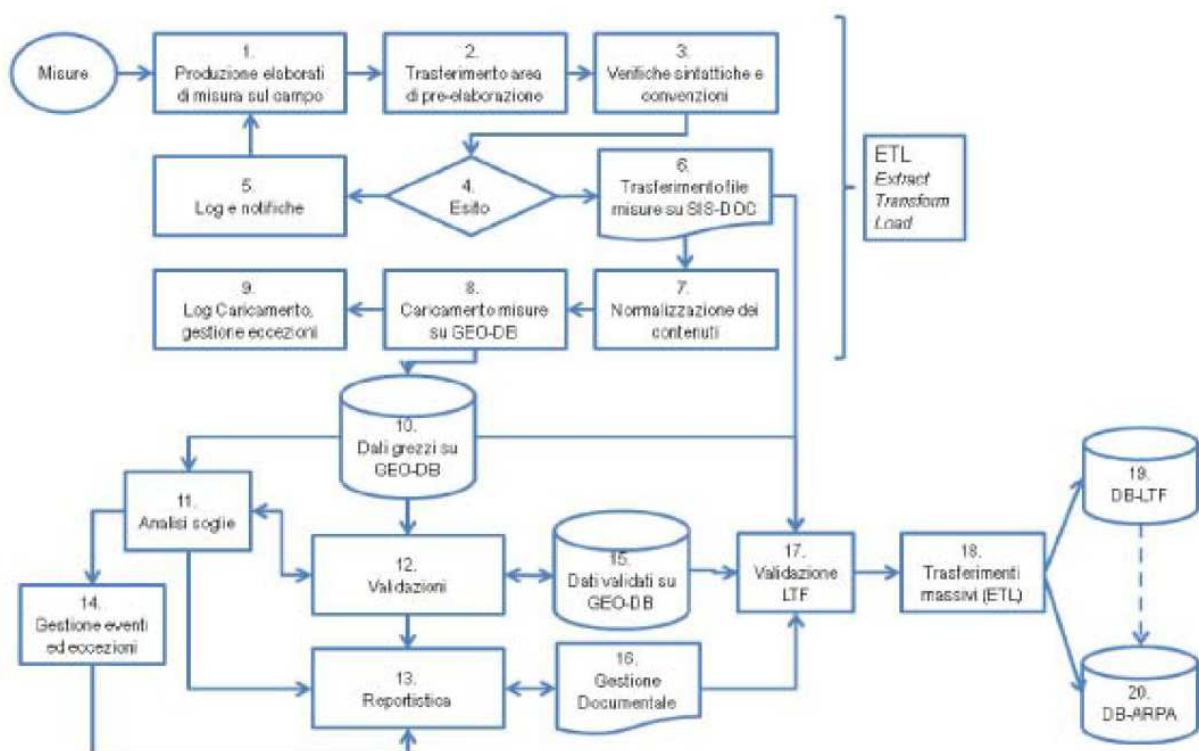 Misure
1.
Produzione elaborati
di misura sul campo
2.
Trasferimento area
di pre-elaborazione
3.
Verifiche sintattiche e
convenzioni
ETL
Extract
Transform
Load
5.
Log e notifiche
4.
Esito
6.
Trasferimento file
misure su SIS-DOC
9.
Log Caricamento,
gestione eccezioni
8.
Caricamento misure
su GEO-DB
7.
Normalizzazione dei
contenuti
10.
Dati grezzi su
GEO-DB
11.
Analisi soglie
12.
Validazioni
15.
Dati validati su
GEO-DB
17.
Validazione
LTF
18.
Trasferimenti
massivi (ETL)
19.
DB-LTF
14.
Gestione eventi
ed eccezioni
13.
Reportistica
16.
Gestione
Documentale
20.
DB-ARPA